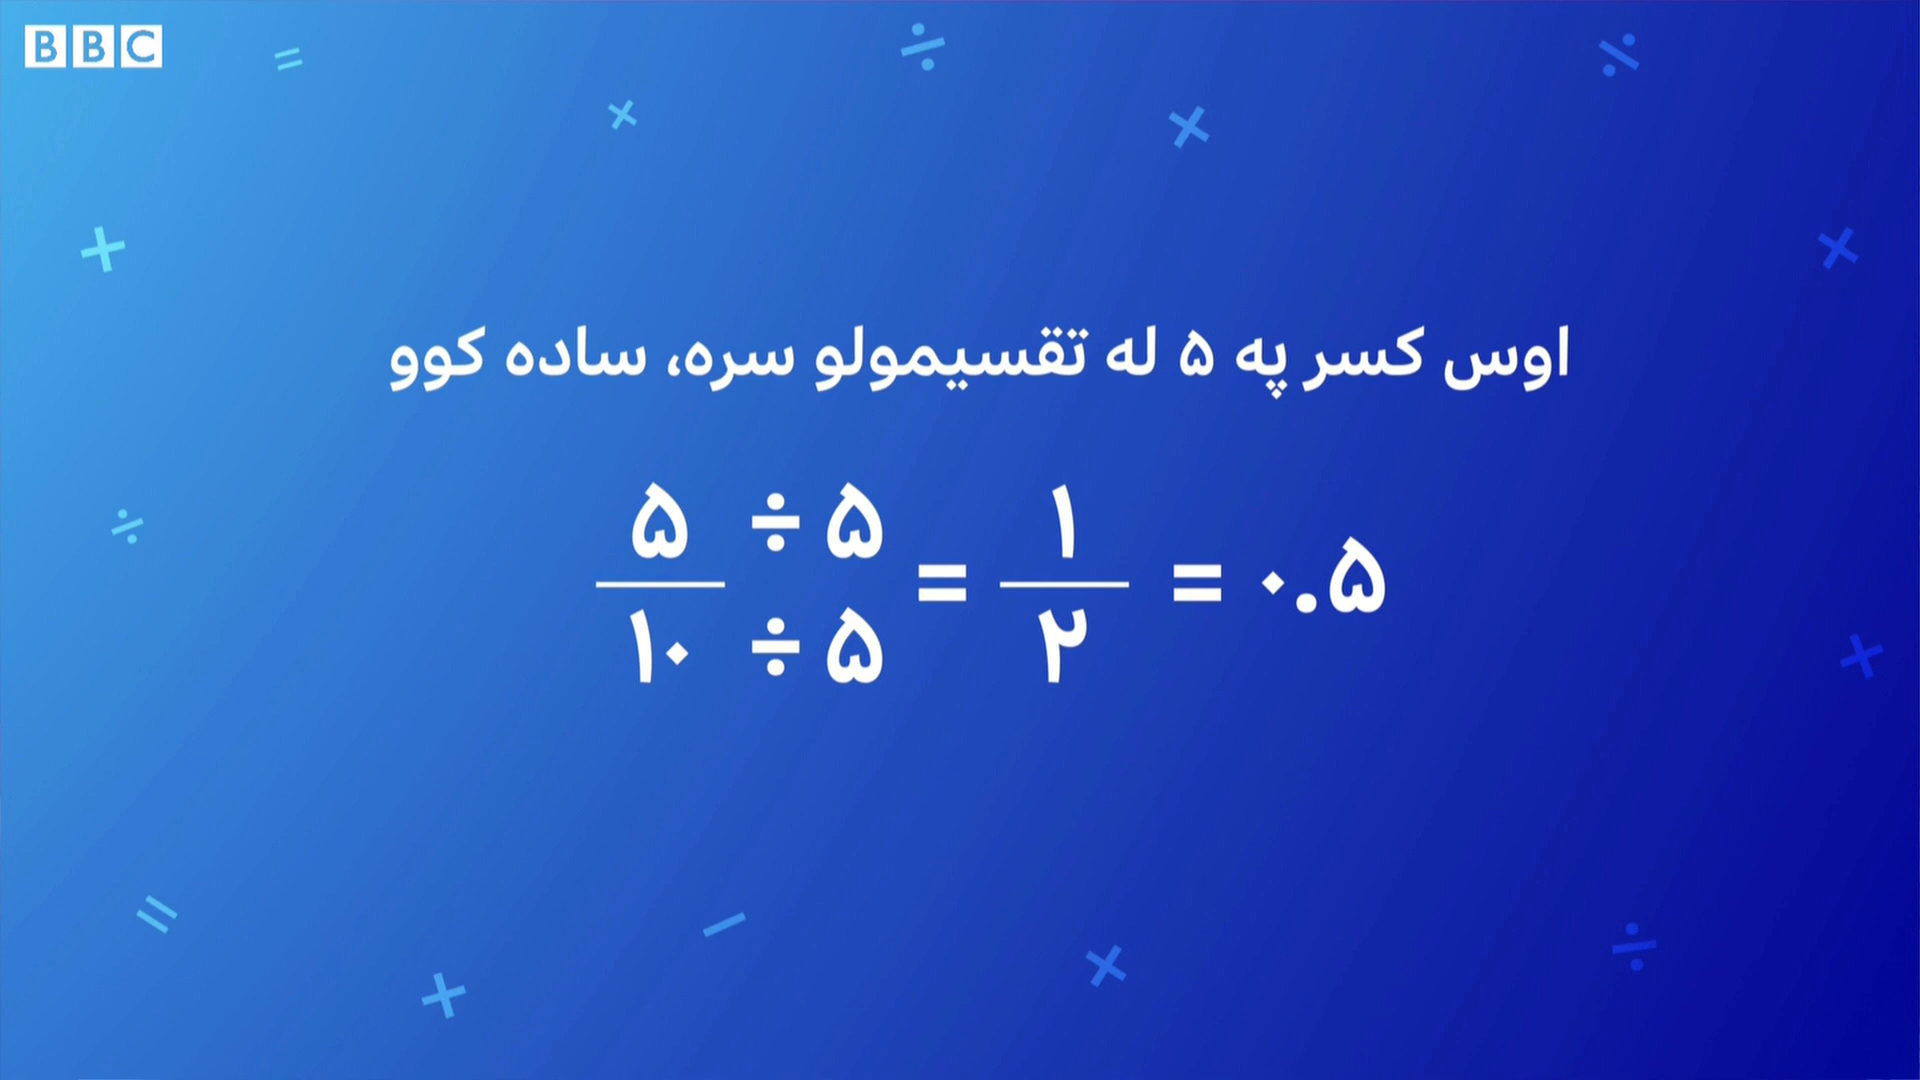 BBC
اوس کسر په ۵ له تقسیمولو سره، ساده کوو
۵ ÷ ۵ = ۱ = ۰.۵
۱۰ ÷ ۵ ۲